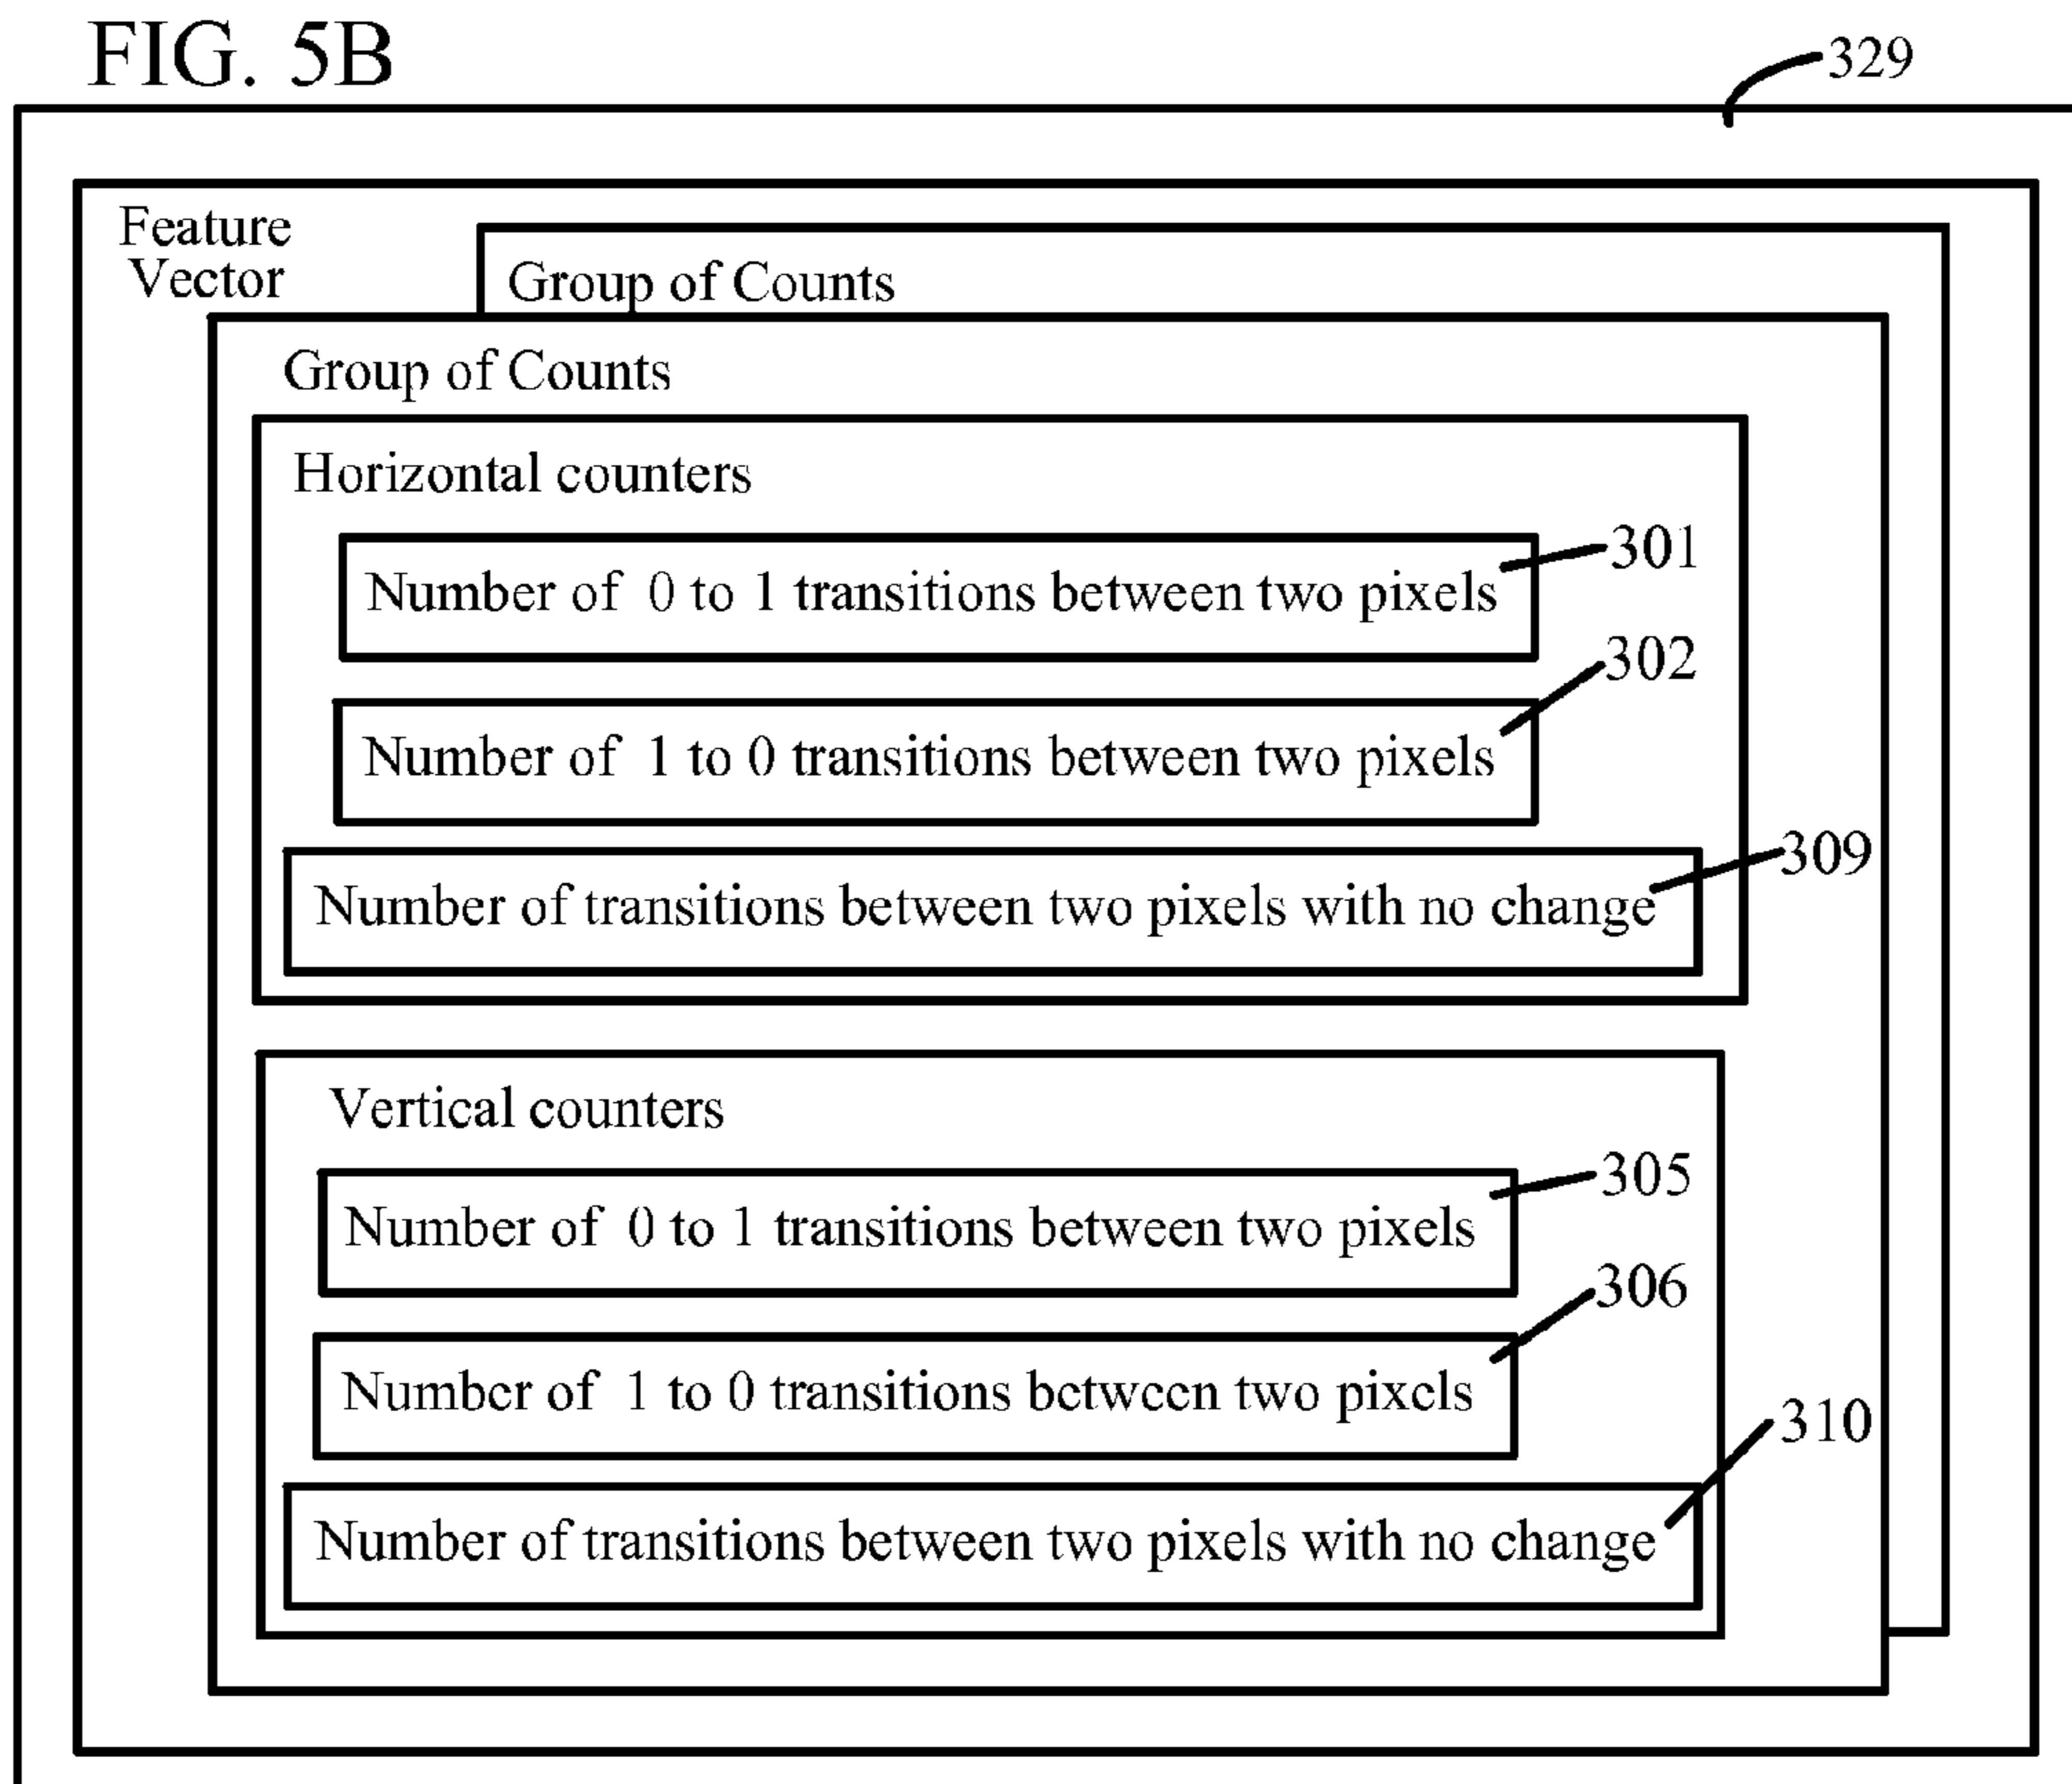 FIG. 5B
329
Feature
Vector
Group of Counts
Group of Counts
Horizontal counters
301
Number of 0 to 1 transitions between two pixels
302
Number of 1 to 0 transitions between two pixels
309
Number of transitions between two pixels with no change
Vertical counters
305
Number of 0 to 1 transitions between two pixels
306
Number of 1 to 0 transitions between two pixels
310
Number of transitions between two pixels with no change